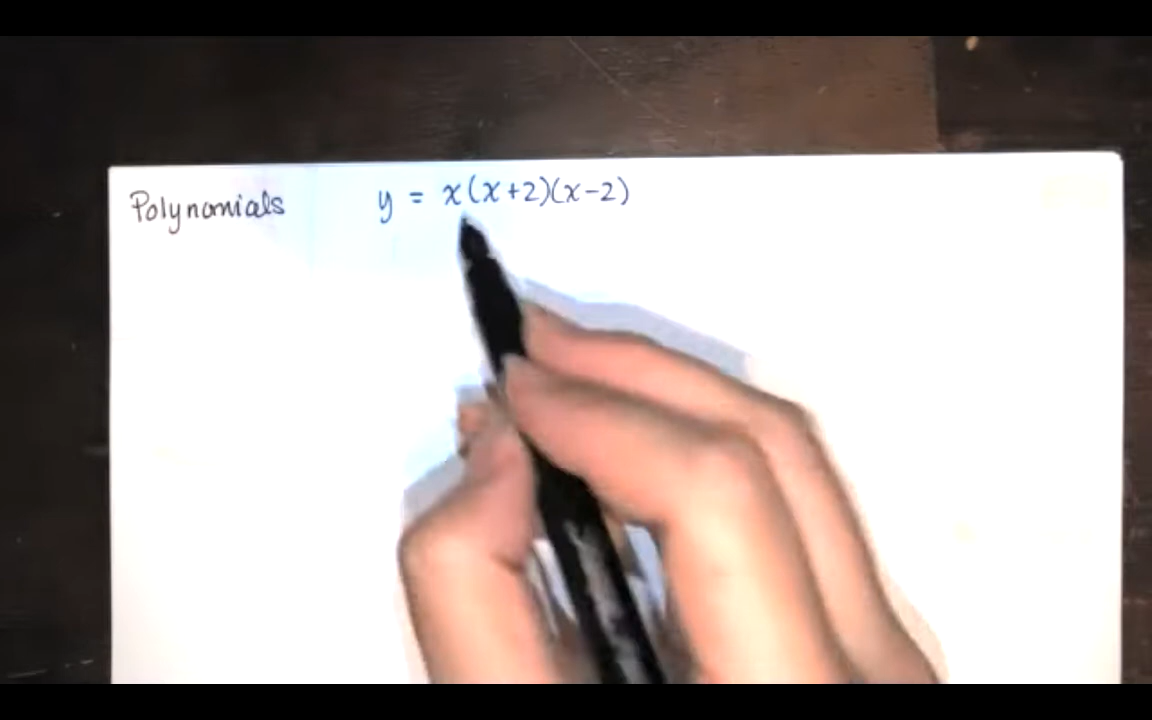 Polynomials y = x(x+2)(x-2)